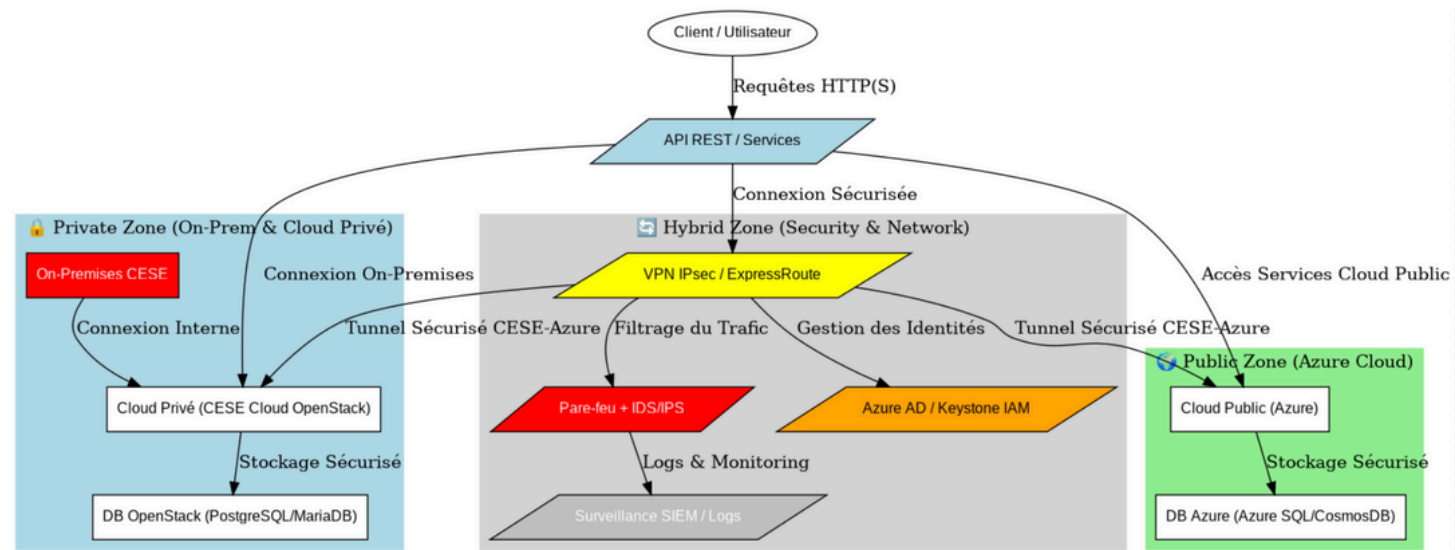 Client / Utilisateur
Requêtes HTTP(S)
API REST / Services
Connexion Sécurisée
🔒 Private Zone (On-Prem & Cloud Privé)
🔄 Hybrid Zone (Security & Network)
On-Premises CESE
Connexion On-Premises
VPN IPsec / ExpressRoute
Accès Services Cloud Public
Connexion Interne
Tunnel Sécurisé CESE-Azure
Filtrage du Trafic
Gestion des Identités
Tunnel Sécurisé CESE-Azure
🌍 Public Zone (Azure Cloud)
Cloud Privé (CESE Cloud OpenStack)
Pare-feu + IDS/IPS
Azure AD / Keystone IAM
Cloud Public (Azure)
Stockage Sécurisé
Logs & Monitoring
Stockage Sécurisé
DB OpenStack (PostgreSQL/MariaDB)
Surveillance SIEM / Logs
DB Azure (Azure SQL/CosmosDB)